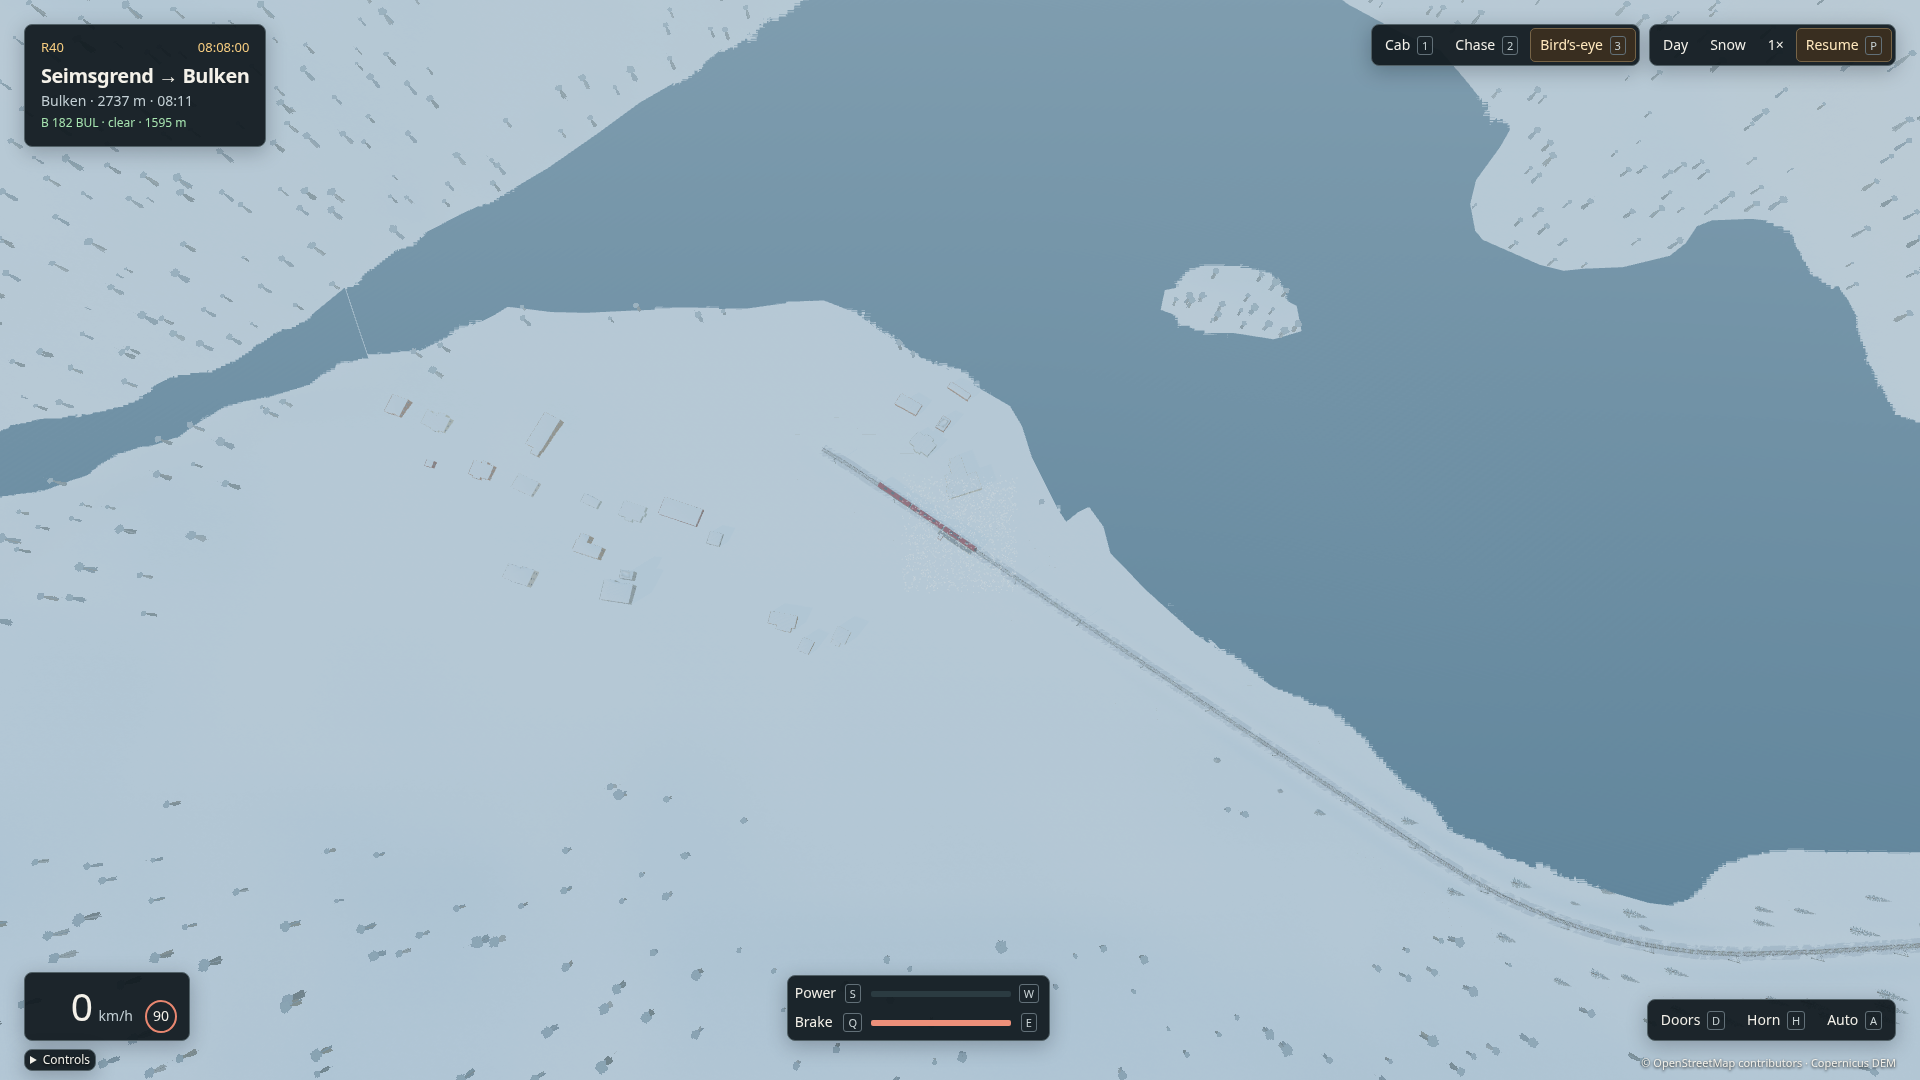 R40 08:08:00
Seimsgrend → Bulken
Bulken · 2737 m · 08:11
B 182 BUL · clear · 1595 m
Cab 1 Chase 2 Bird's-eye 3
Day Snow 1× Resume P
0 km/h 90
▶ Controls
Power S W
Brake Q E
Doors D Horn H Auto A
© OpenStreetMap contributors · Copernicus DEM